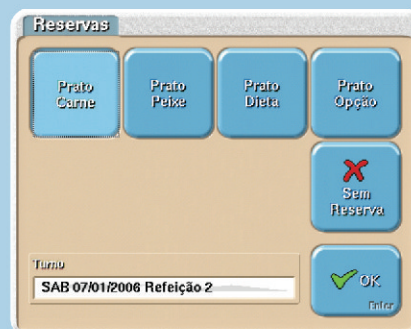 Reservas
Prato
Carne
Prato
Peixe
Prato
Dieta
Prato
Opção
Sem
Reserva
Turno
SAB 07/01/2006 Refeição 2
OK
Enter